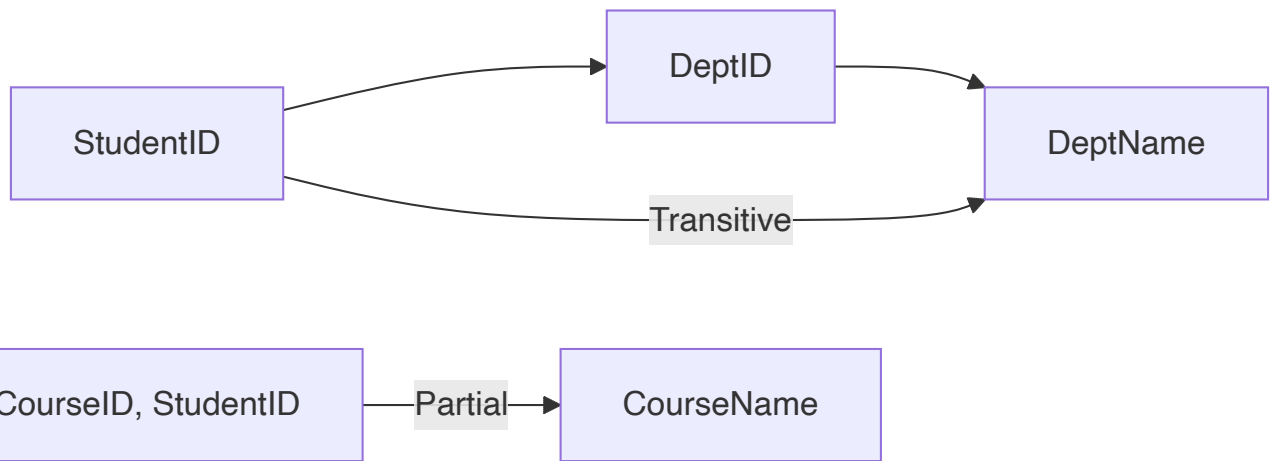 DeptID
StudentID
DeptName
Transitive
CourseID, StudentID
Partial
CourseName